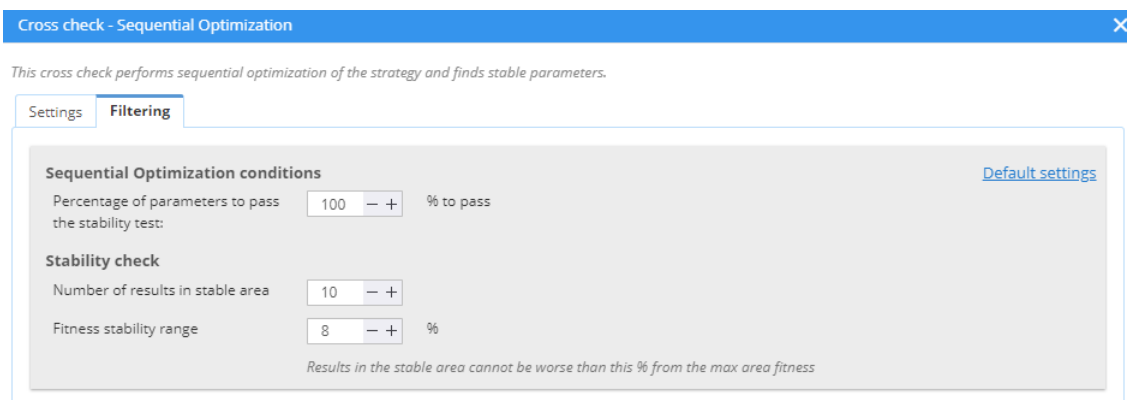 Cross check - Sequential Optimization
This cross check performs sequential optimization of the strategy and finds stable parameters.
Settings Filtering
Sequential Optimization conditions Default settings
Percentage of parameters to pass 100 − + % to pass
the stability test:
Stability check
Number of results in stable area 10 − +
Fitness stability range 8 − + %
Results in the stable area cannot be worse than this % from the max area fitness